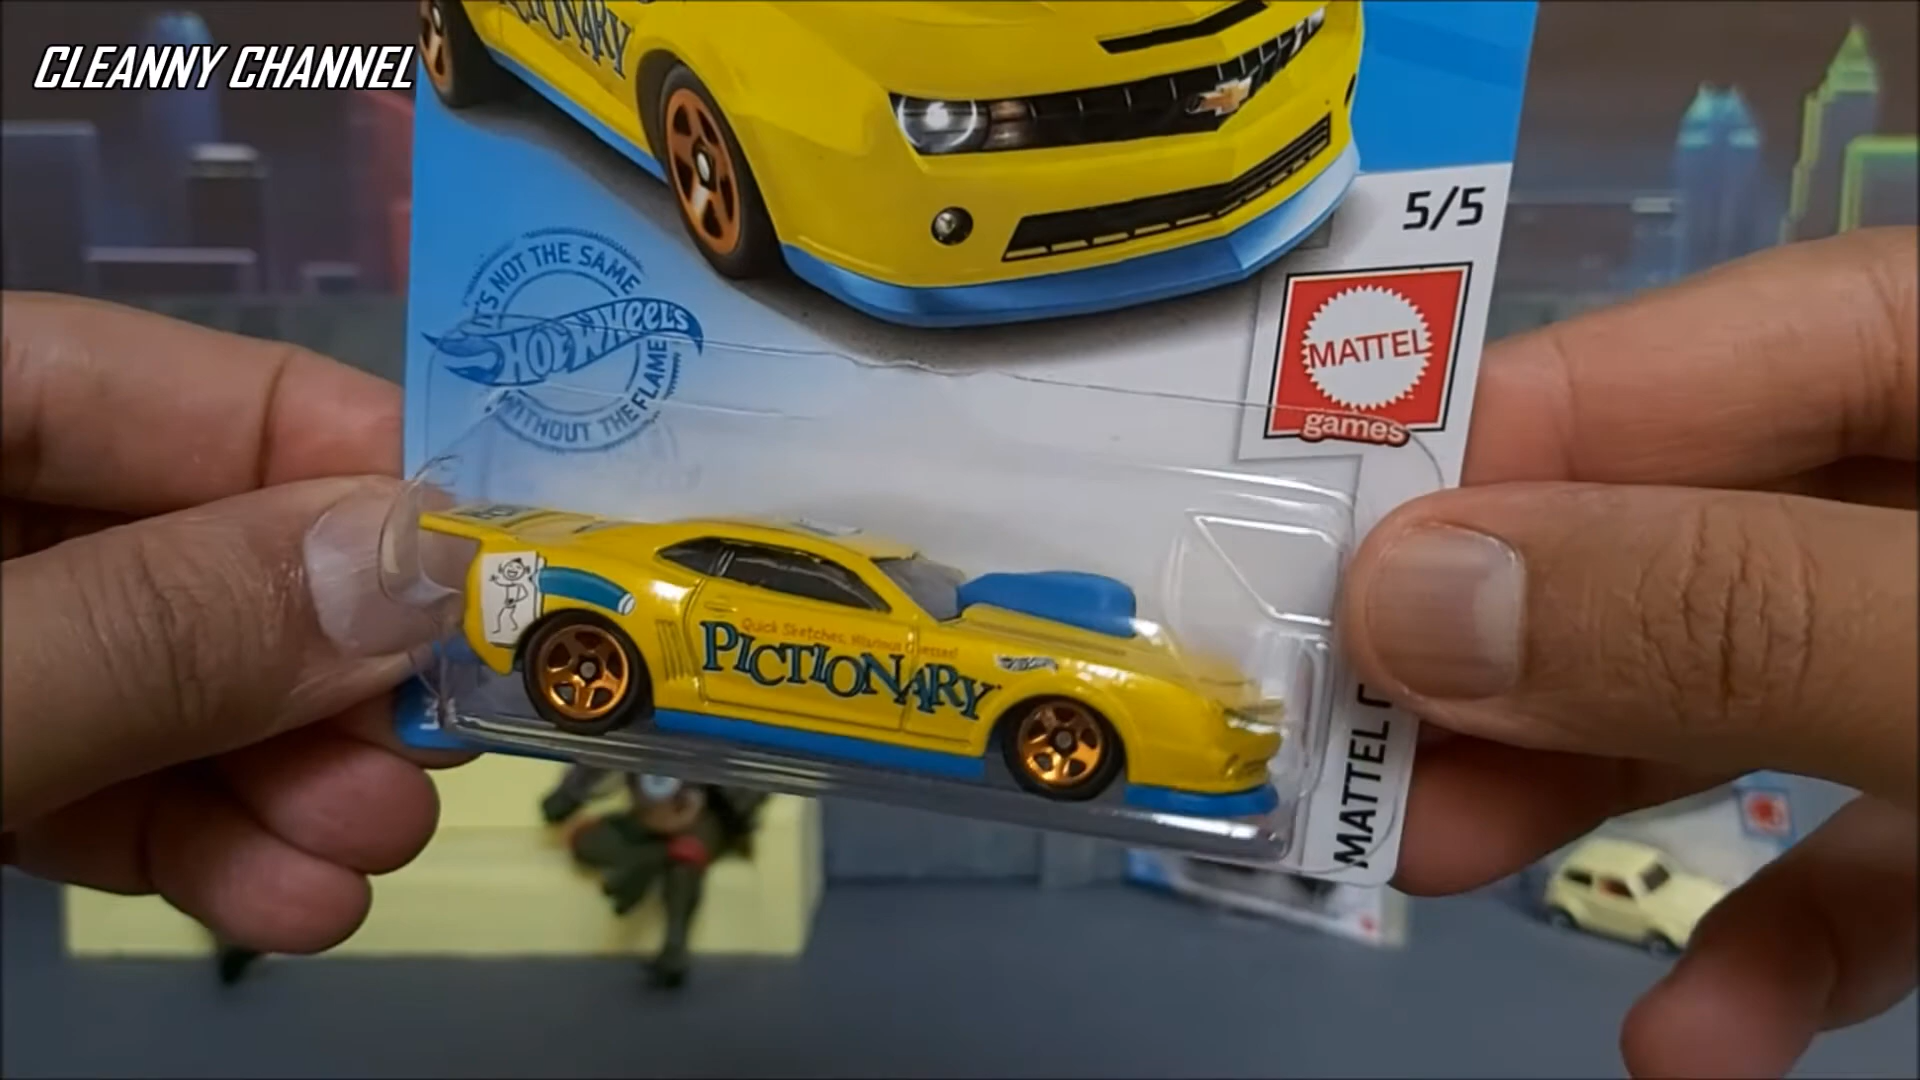 CLEANNY CHANNEL
5/5
IT'S NOT THE SAME
HOT WHEELS
WITHOUT THE FLAME
MATTEL
games
Quick Sketches, Hilarious Guesses!
PICTIONARY
MATTEL